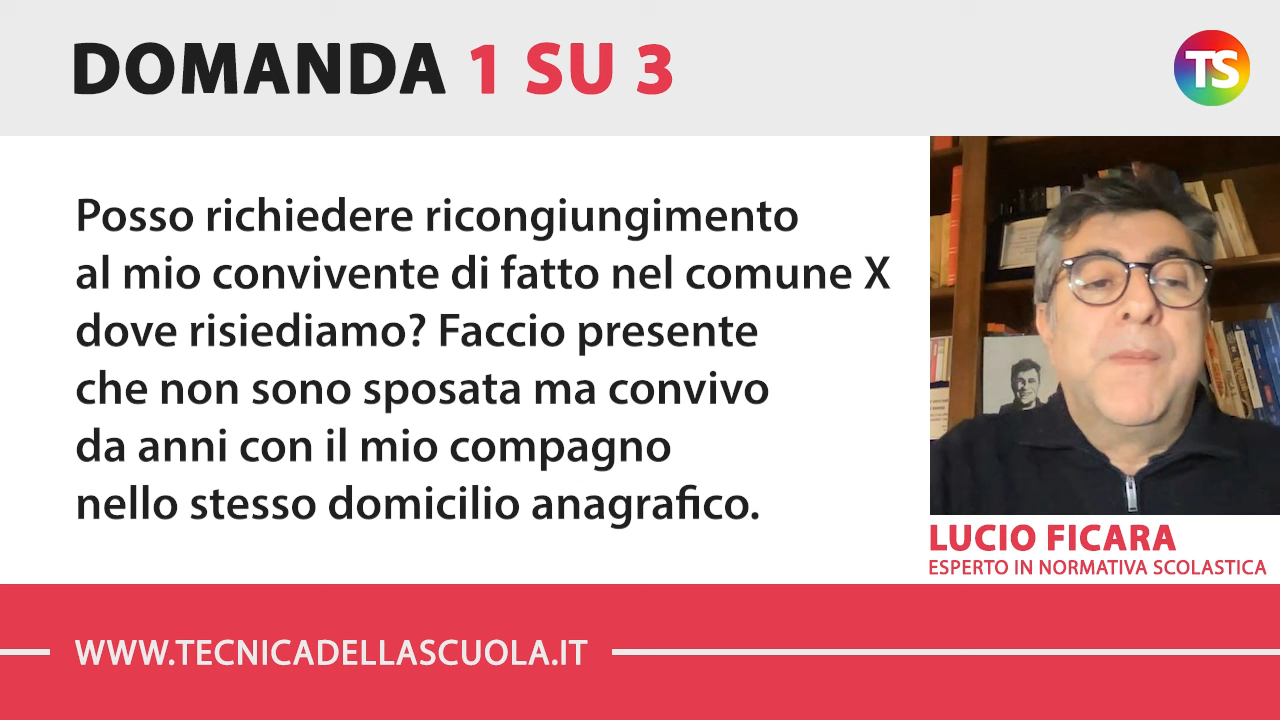 DOMANDA 1 SU 3
TS
Posso richiedere ricongiungimento
al mio convivente di fatto nel comune X
dove risiediamo? Faccio presente
che non sono sposata ma convivo
da anni con il mio compagno
nello stesso domicilio anagrafico.
LUCIO FICARA
ESPERTO IN NORMATIVA SCOLASTICA
WWW.TECNICADELLASCUOLA.IT